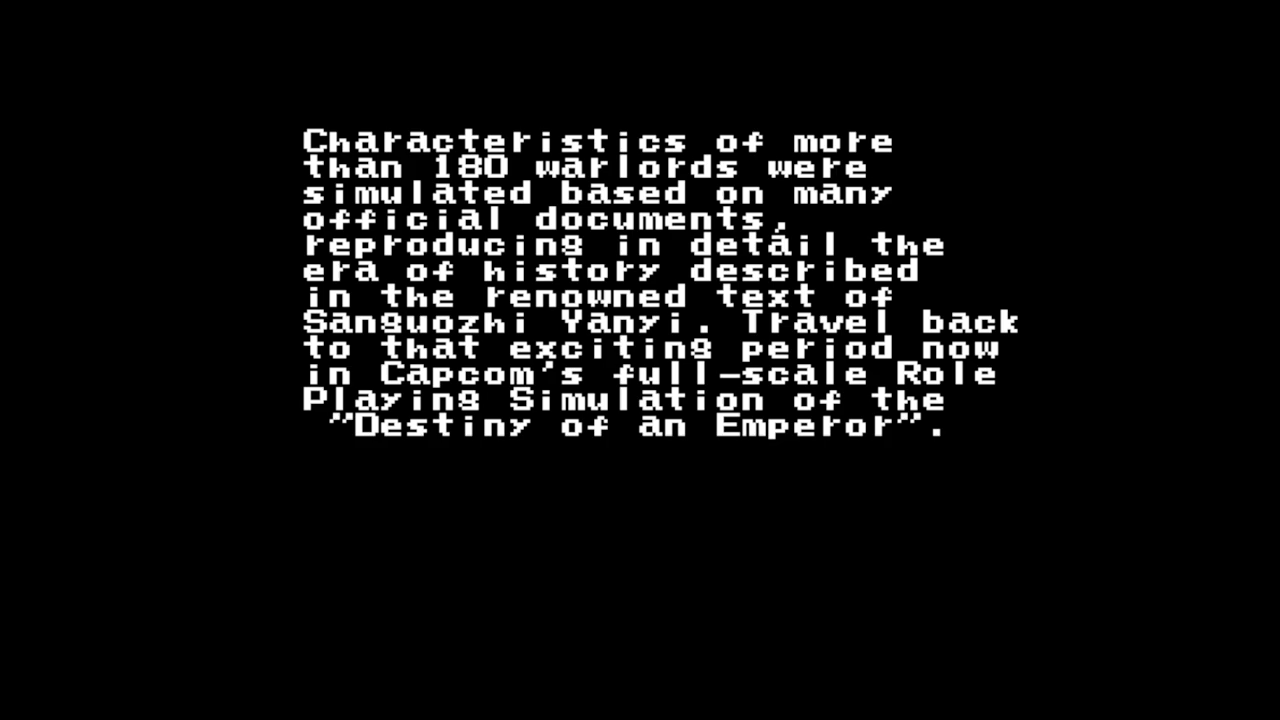 Characteristics of more
than 180 warlords were
simulated based on many
official documents,
reproducing in detail the
era of history described
in the renowned text of
Sanguozhi Yanyi. Travel back
to that exciting period now
in Capcom's full-scale Role
Playing Simulation of the
"Destiny of an Emperor".